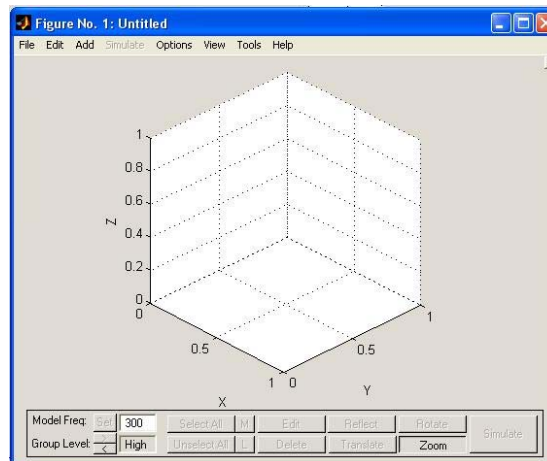 Figure No. 1: Untitled
File Edit Add Simulate Options View Tools Help
1
0.8
0.6
0.4
0.2
0
Z
0
0.5
1
X
0
0.5
1
Y
Model Freq: Set 300 Select All M Edit Reflect Rotate Simulate
Group Level: < High Unselect All L Delete Translate Zoom